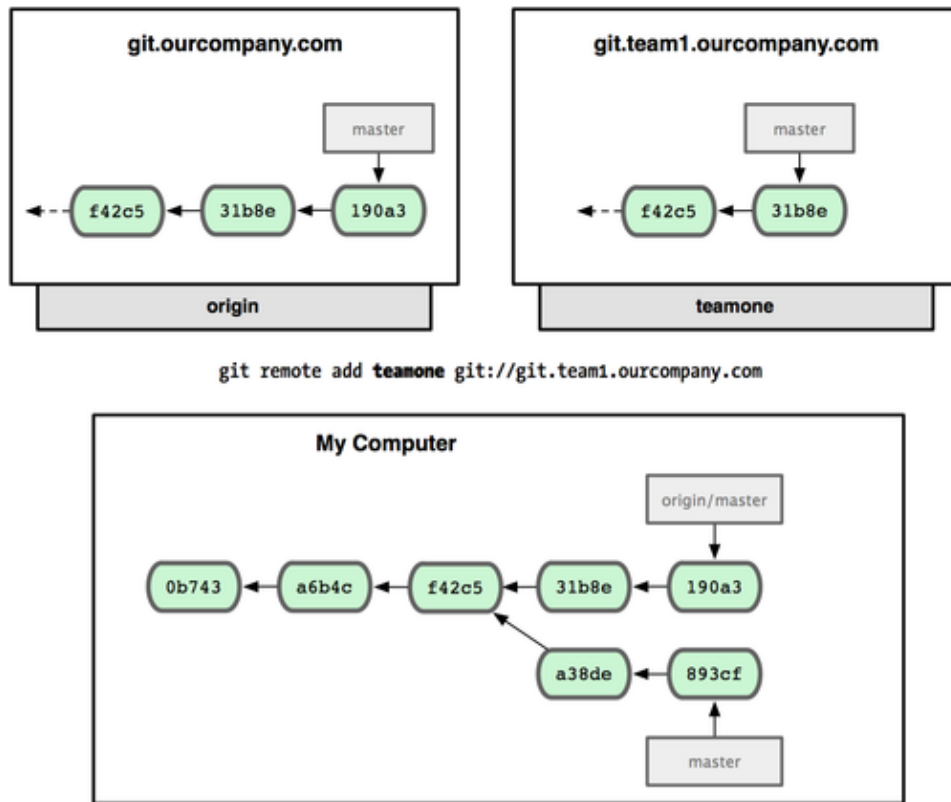 git.ourcompany.com
master
f42c5
31b8e
190a3
origin
git.team1.ourcompany.com
master
f42c5
31b8e
teamone
git remote add teamone git://git.team1.ourcompany.com
My Computer
origin/master
0b743
a6b4c
f42c5
31b8e
190a3
a38de
893cf
master